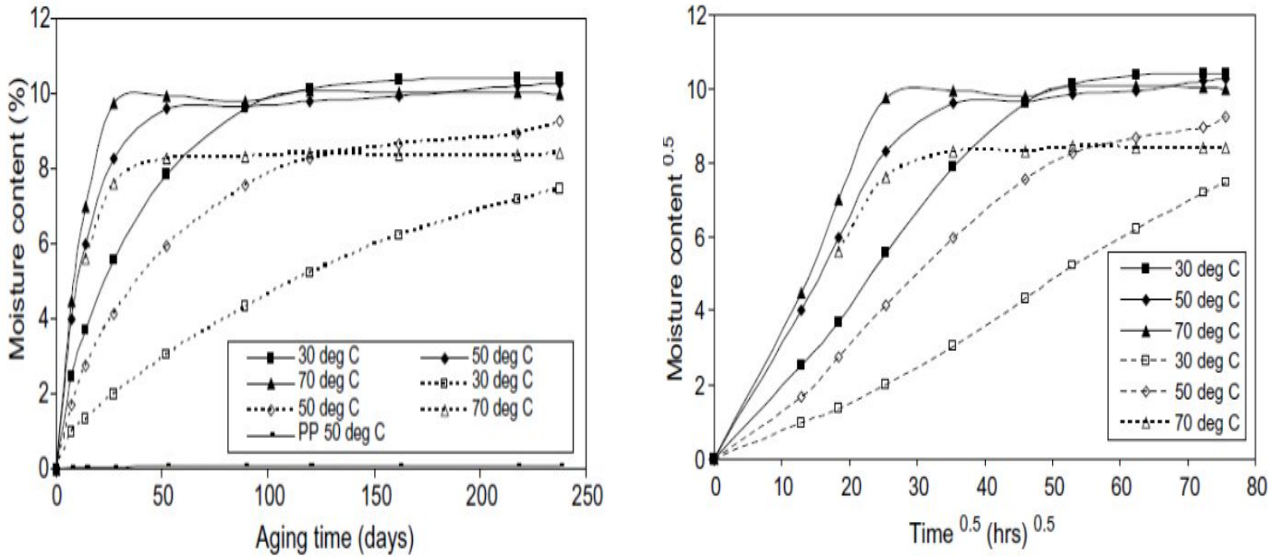 12
10
8
6
4
2
0
Moisture content (%)
30 deg C
50 deg C
70 deg C
30 deg C
50 deg C
70 deg C
PP 50 deg C
0
50
100
150
200
250
Aging time (days)
12
10
8
6
4
2
0
Moisture content 0.5
30 deg C
50 deg C
70 deg C
30 deg C
50 deg C
70 deg C
0
10
20
30
40
50
60
70
80
Time 0.5 (hrs) 0.5